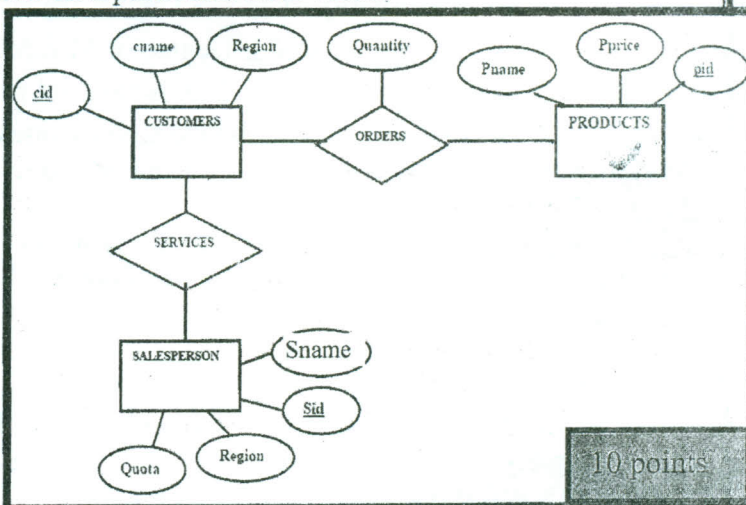 cname
Region
Quantity
Pname
Pprice
pid
cid
CUSTOMERS
ORDERS
PRODUCTS
SERVICES
SALESPERSON
Sname
Sid
Quota
Region
10 points